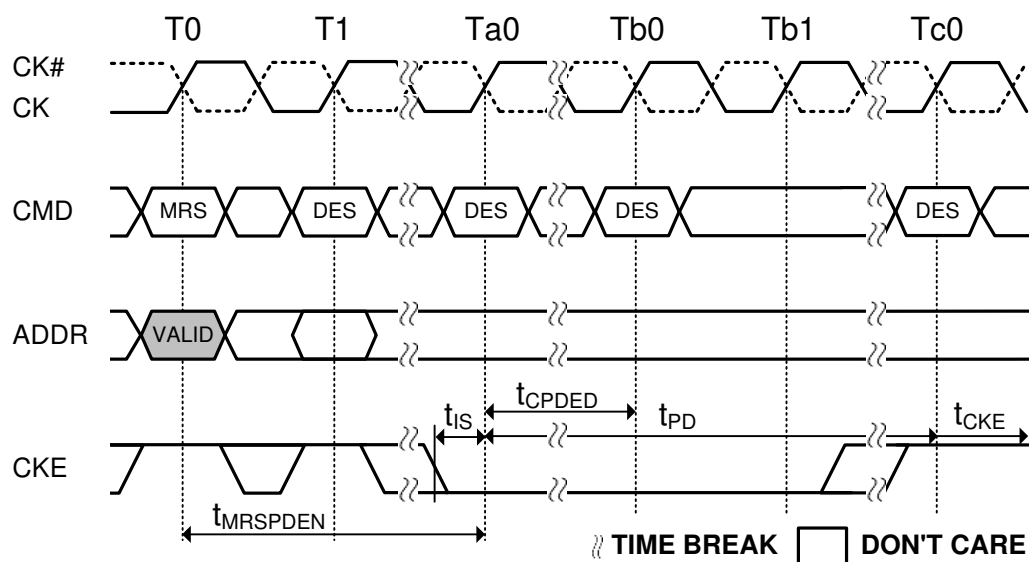 T0 T1 Ta0 Tb0 Tb1 Tc0
CK#
CK
CMD MRS DES DES DES DES
ADDR VALID
tIS tCPDED tPD tCKE
CKE
tMRSPDEN
TIME BREAK DON'T CARE